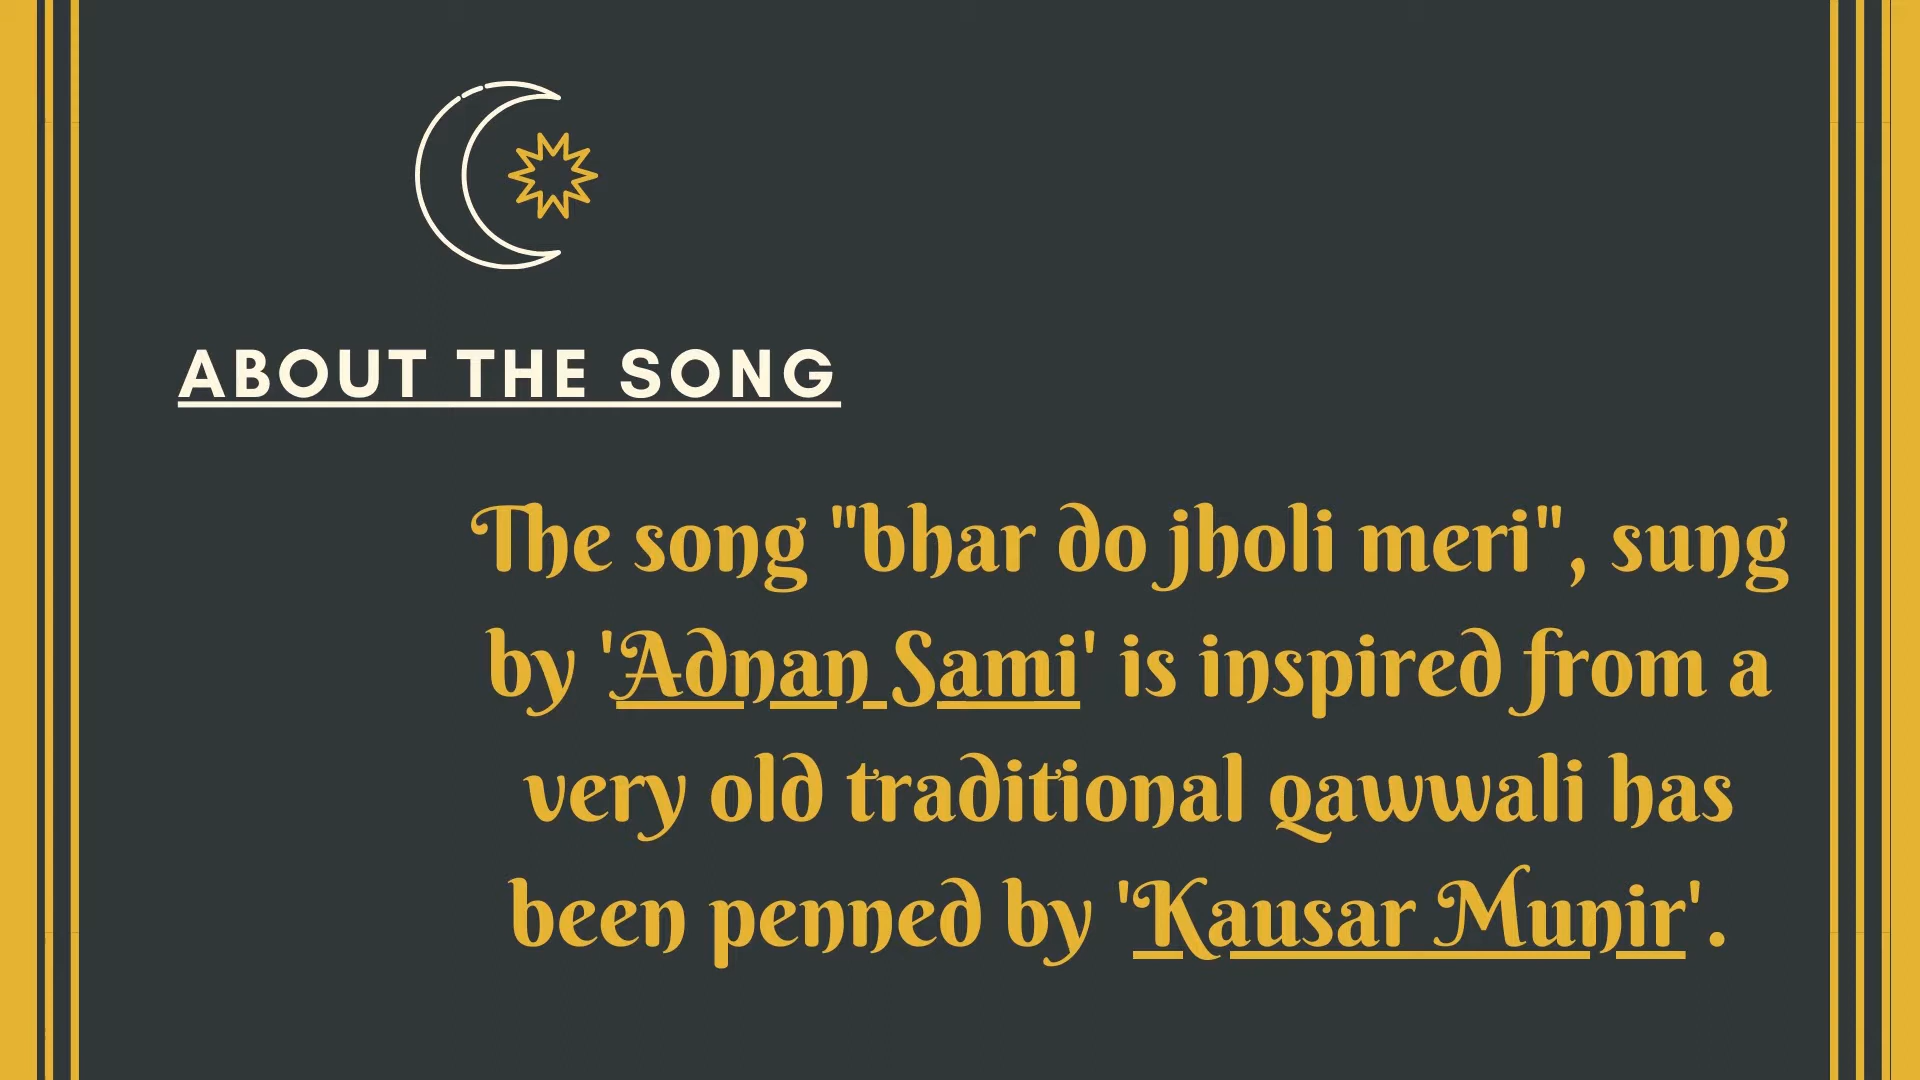 ABOUT THE SONG
The song "bhar do jholi meri", sung
by 'Adnan Sami' is inspired from a
very old traditional qawwali has
been penned by 'Kausar Munir'.